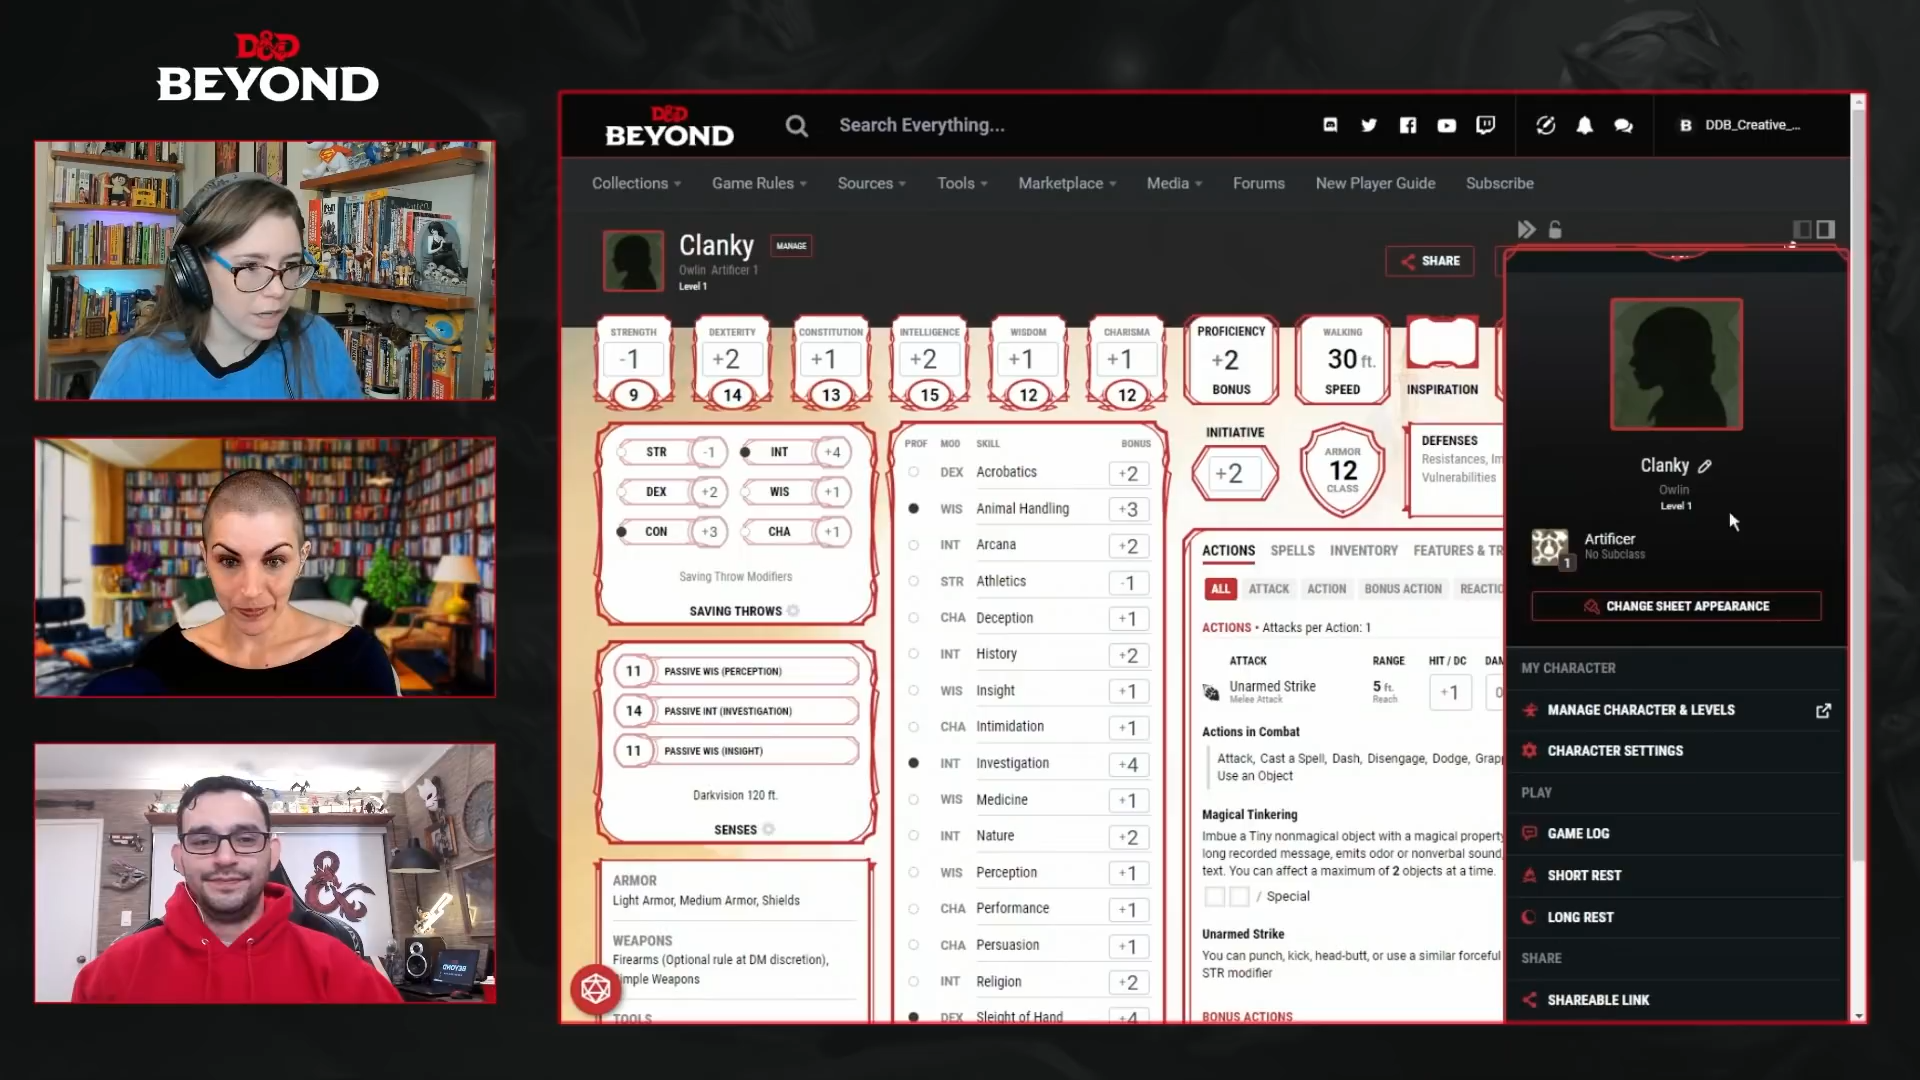 D&D
BEYOND
D&D
BEYOND
Search Everything...
B DDB_Creative_...
Collections
Game Rules
Sources
Tools
Marketplace
Media
Forums
New Player Guide
Subscribe
Clanky
MANAGE
Owlin Artificer 1
Level 1
SHARE
STRENGTH
-1
9
DEXTERITY
+2
14
CONSTITUTION
+1
13
INTELLIGENCE
+2
15
WISDOM
+1
12
CHARISMA
+1
12
PROFICIENCY
+2
BONUS
WALKING
30 ft.
SPEED
INSPIRATION
STR -1
INT +4
DEX +2
WIS +1
CON +3
CHA +1
Saving Throw Modifiers
SAVING THROWS
11 PASSIVE WIS (PERCEPTION)
14 PASSIVE INT (INVESTIGATION)
11 PASSIVE WIS (INSIGHT)
Darkvision 120 ft.
SENSES
ARMOR
Light Armor, Medium Armor, Shields
WEAPONS
Firearms (Optional rule at DM discretion),
imple Weapons
TOOLS
PROF MOD SKILL BONUS
DEX Acrobatics +2
WIS Animal Handling +3
INT Arcana +2
STR Athletics -1
CHA Deception +1
INT History +2
WIS Insight +1
CHA Intimidation +1
INT Investigation +4
WIS Medicine +1
INT Nature +2
WIS Perception +1
CHA Performance +1
CHA Persuasion +1
INT Religion +2
DEX Sleight of Hand +4
INITIATIVE
+2
ARMOR
12
CLASS
DEFENSES
Resistances, Im
Vulnerabilities
ACTIONS
SPELLS
INVENTORY
FEATURES & TR
ALL
ATTACK
ACTION
BONUS ACTION
REACTIO
ACTIONS • Attacks per Action: 1
ATTACK RANGE HIT / DC DAM
Unarmed Strike 5 ft. +1 0
Melee Attack Reach
Actions in Combat
Attack, Cast a Spell, Dash, Disengage, Dodge, Grapp
Use an Object
Magical Tinkering
Imbue a Tiny nonmagical object with a magical property
long recorded message, emits odor or nonverbal sound,
text. You can affect a maximum of 2 objects at a time.
/ Special
Unarmed Strike
You can punch, kick, head-butt, or use a similar forceful
STR modifier
BONUS ACTIONS
Clanky
Owlin
Level 1
Artificer
No Subclass
1
CHANGE SHEET APPEARANCE
MY CHARACTER
MANAGE CHARACTER & LEVELS
CHARACTER SETTINGS
PLAY
GAME LOG
SHORT REST
LONG REST
SHARE
SHAREABLE LINK